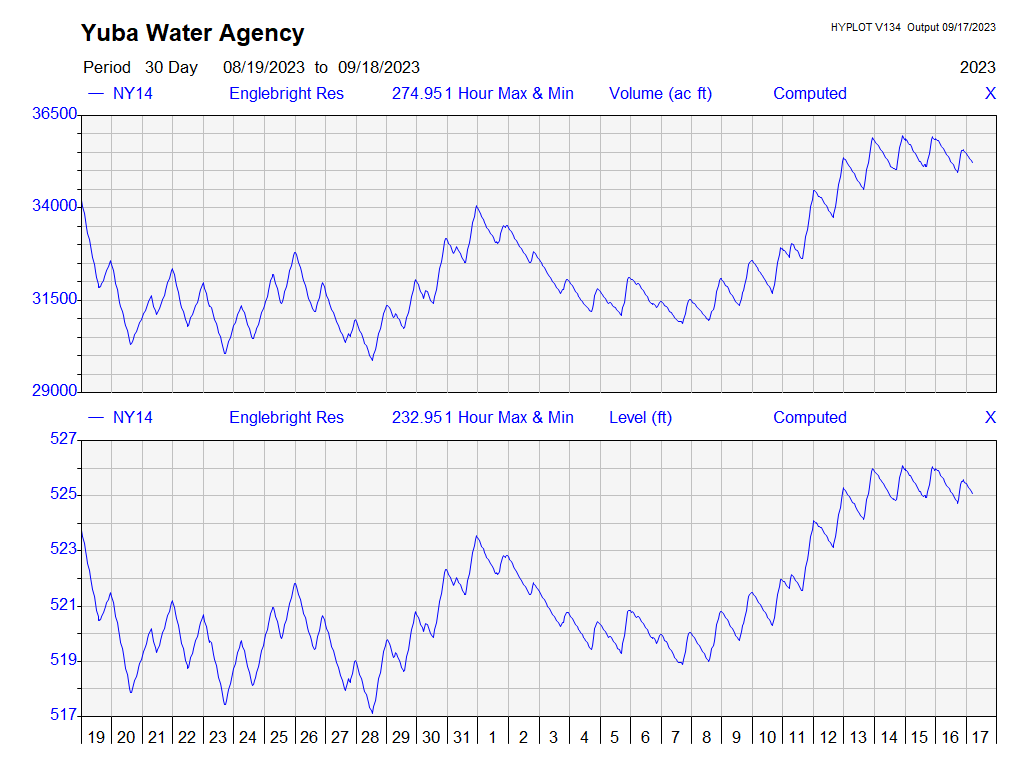 Yuba Water Agency
HYPLOT V134 Output 09/17/2023
Period 30 Day 08/19/2023 to 09/18/2023
2023
NY14 Englebright Res 274.951 Hour Max & Min Volume (ac ft) Computed X
36500
34000
31500
29000
NY14 Englebright Res 232.951 Hour Max & Min Level (ft) Computed X
527
525
523
521
519
517
19 20 21 22 23 24 25 26 27 28 29 30 31 1 2 3 4 5 6 7 8 9 10 11 12 13 14 15 16 17